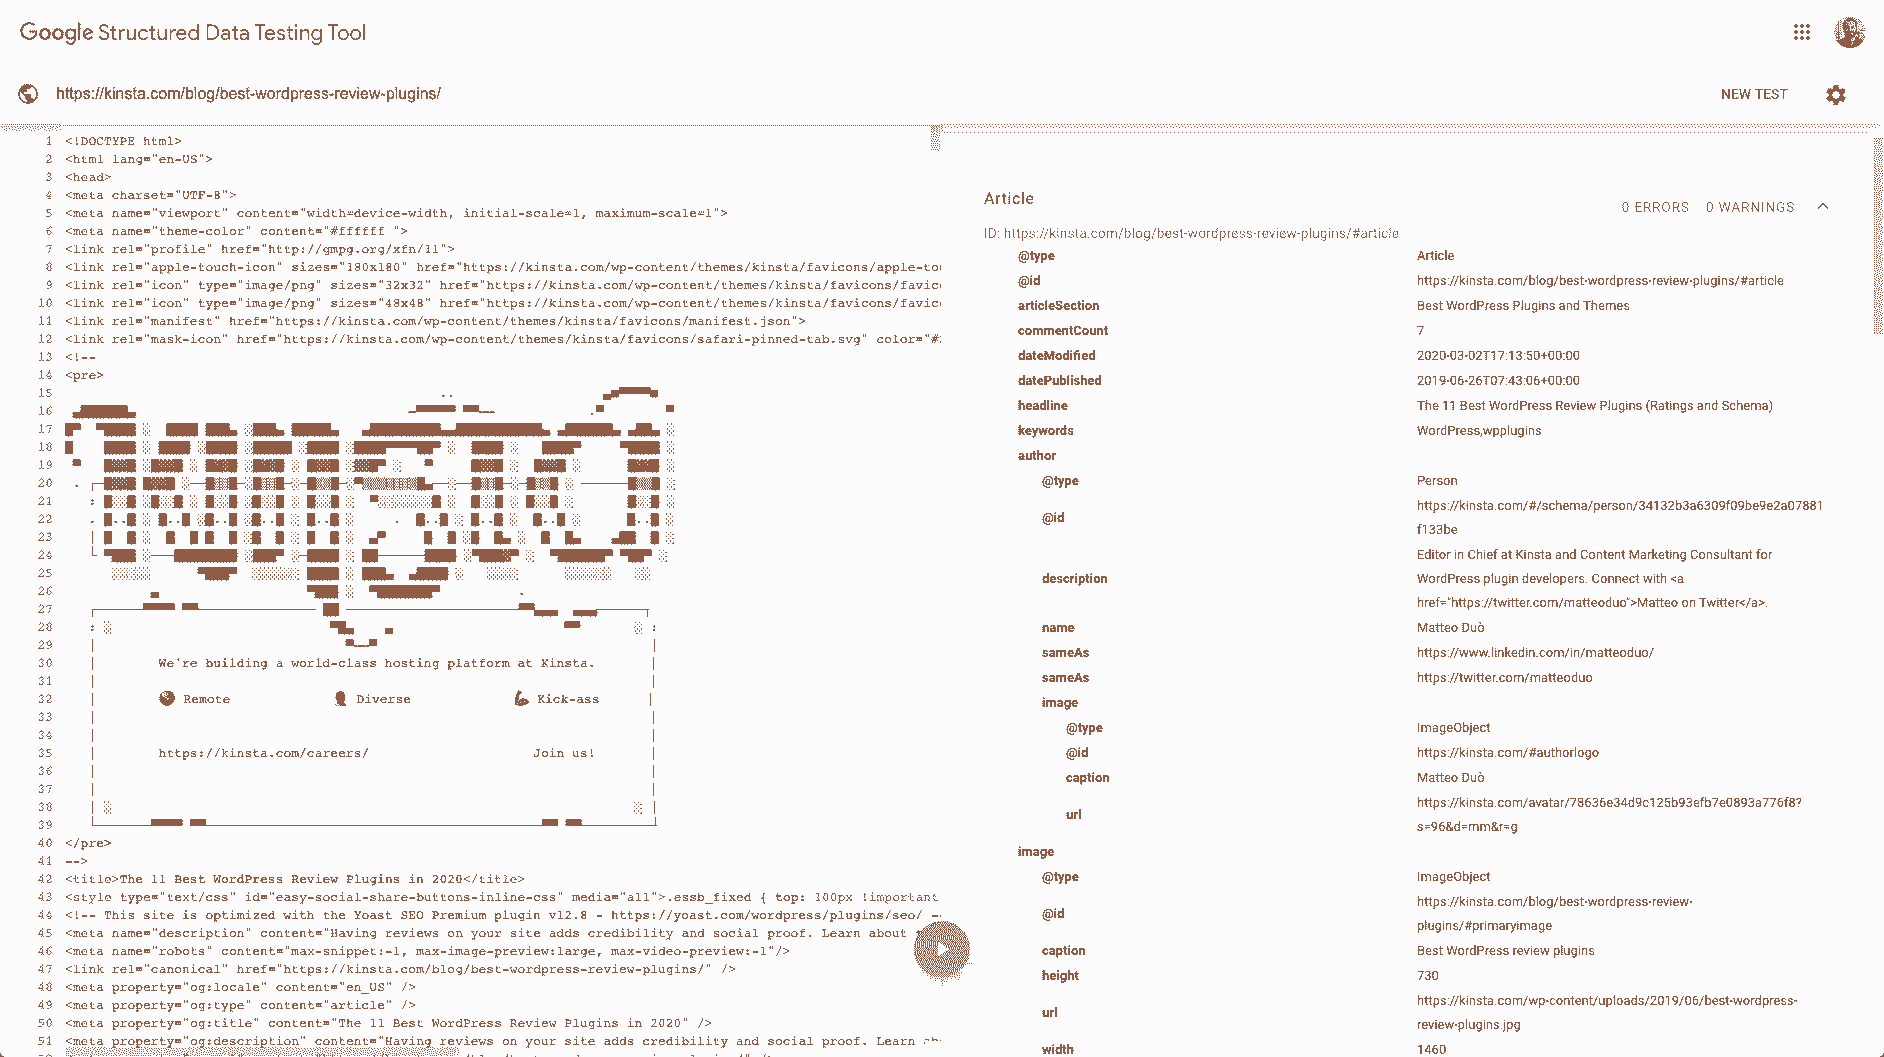 Google Structured Data Testing Tool
https://kinsta.com/blog/best-wordpress-review-plugins/
NEW TEST
1 <!DOCTYPE html>
2 <html lang="en-US">
3 <head>
4 <meta charset="UTF-8">
5 <meta name="viewport" content="width=device-width, initial-scale=1, maximum-scale=1">
6 <meta name="theme-color" content="#ffffff ">
7 <link rel="profile" href="http://gmpg.org/xfn/11">
8 <link rel="apple-touch-icon" sizes="180x180" href="https://kinsta.com/wp-content/themes/kinsta/favicons/apple-to
9 <link rel="icon" type="image/png" sizes="32x32" href="https://kinsta.com/wp-content/themes/kinsta/favicons/favic
10 <link rel="icon" type="image/png" sizes="48x48" href="https://kinsta.com/wp-content/themes/kinsta/favicons/favic
11 <link rel="manifest" href="https://kinsta.com/wp-content/themes/kinsta/favicons/manifest.json">
12 <link rel="mask-icon" href="https://kinsta.com/wp-content/themes/kinsta/favicons/safari-pinned-tab.svg" color="#
13 <!--
14 <pre>
15
16
17
18
19
20
21
22
23
24
25
26
27
28
29
30 We're building a world-class hosting platform at Kinsta.
31
32 Remote Diverse Kick-ass
33
34
35 https://kinsta.com/careers/ Join us!
36
37
38
39
40 </pre>
41 -->
42 <title>The 11 Best WordPress Review Plugins in 2020</title>
43 <style type="text/css" id="easy-social-share-buttons-inline-css" media="all">.essb_fixed { top: 100px !important
44 <!-- This site is optimized with the Yoast SEO Premium plugin v12.8 - https://yoast.com/wordpress/plugins/seo/ -
45 <meta name="description" content="Having reviews on your site adds credibility and social proof. Learn about
46 <meta name="robots" content="max-snippet:-1, max-image-preview:large, max-video-preview:-1"/>
47 <link rel="canonical" href="https://kinsta.com/blog/best-wordpress-review-plugins/" />
48 <meta property="og:locale" content="en_US" />
49 <meta property="og:type" content="article" />
50 <meta property="og:title" content="The 11 Best WordPress Review Plugins in 2020" />
51 <meta property="og:description" content="Having reviews on your site adds credibility and social proof. Learn
Article
0 ERRORS 0 WARNINGS
ID: https://kinsta.com/blog/best-wordpress-review-plugins/#article
@type Article
@id https://kinsta.com/blog/best-wordpress-review-plugins/#article
articleSection Best WordPress Plugins and Themes
commentCount 7
dateModified 2020-03-02T17:13:50+00:00
datePublished 2019-06-26T07:43:06+00:00
headline The 11 Best WordPress Review Plugins (Ratings and Schema)
keywords WordPress,wpplugins
author
@type Person
@id https://kinsta.com/#/schema/person/34132b3a6309f09be9e2a07881
f133be
description Editor in Chief at Kinsta and Content Marketing Consultant for
WordPress plugin developers. Connect with <a
href="https://twitter.com/matteoduo">Matteo on Twitter</a>.
name Matteo Duò
sameAs https://www.linkedin.com/in/matteoduo/
sameAs https://twitter.com/matteoduo
image
@type ImageObject
@id https://kinsta.com/#authorlogo
caption Matteo Duò
url https://kinsta.com/avatar/78636e34d9c125b93efb7e0893a776f8?
s=96&d=mm&r=g
image
@type ImageObject
@id https://kinsta.com/blog/best-wordpress-review-
plugins/#primaryimage
caption Best WordPress review plugins
height 730
url https://kinsta.com/wp-content/uploads/2019/06/best-wordpress-
review-plugins.jpg
width 1460